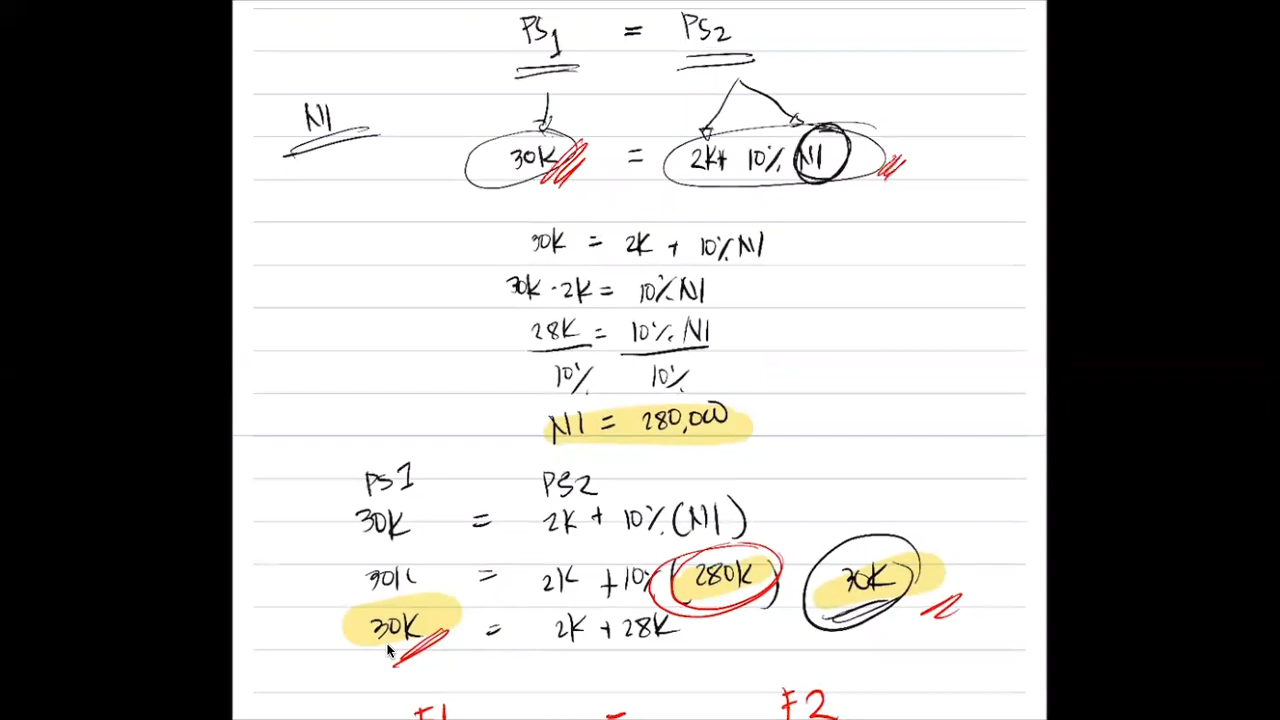 PS1 = PS2
NI
30K = 2K+ 10% NI
30K = 2K + 10% NI
30K - 2K = 10% NI
28K = 10% NI
10% 10%
NI = 280,000
PS1 PS2
30K = 2K + 10% (NI)
30K = 2K + 10% (280K) 30K
30K = 2K + 28K
F1 = F2